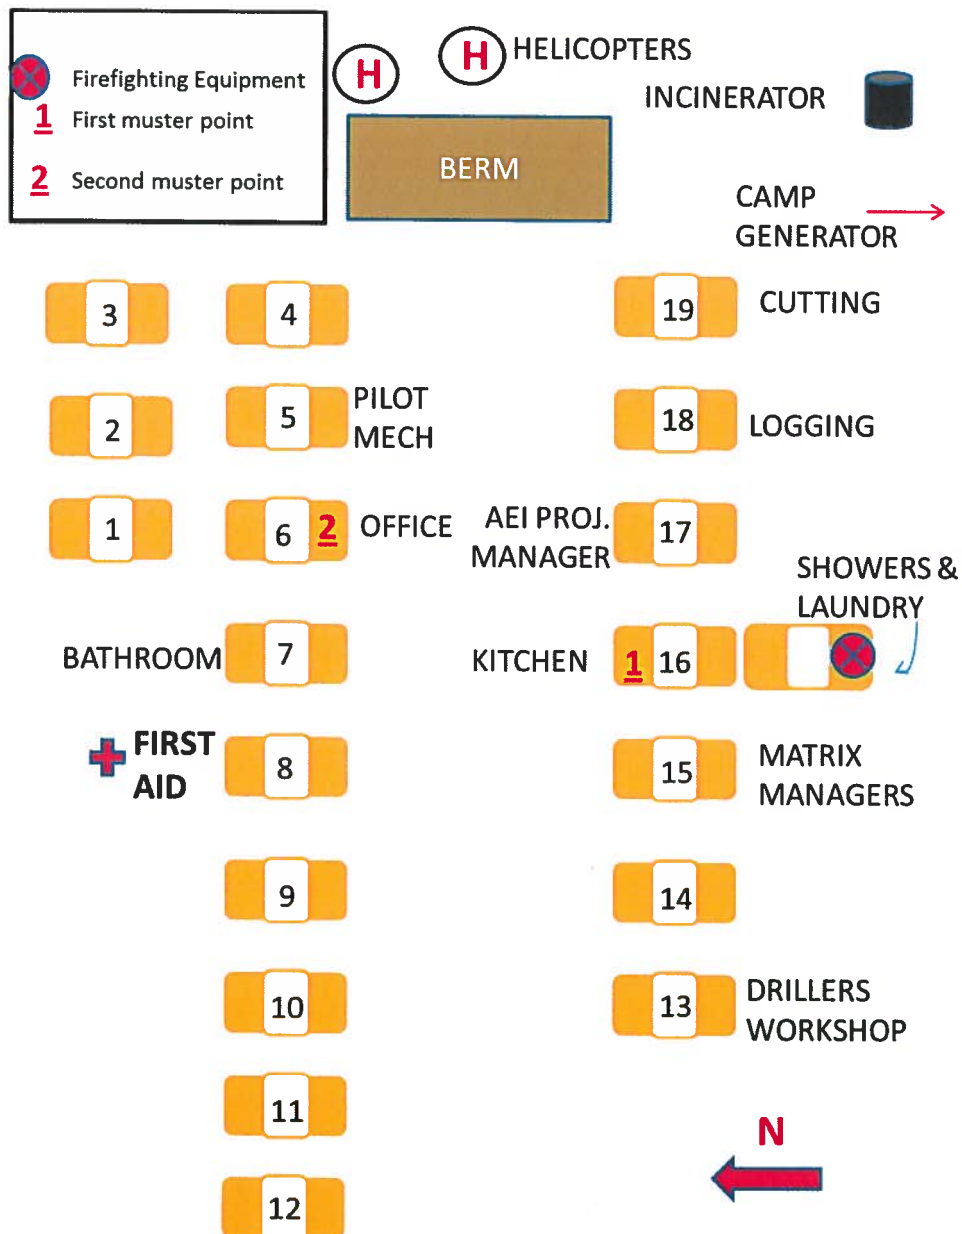 H
H
HELICOPTERS
Firefighting Equipment
1
First muster point
2
Second muster point
INCINERATOR
BERM
CAMP
GENERATOR
3
4
19
CUTTING
2
5
PILOT
MECH
18
LOGGING
1
6
2
OFFICE
AEI PROJ.
MANAGER
17
SHOWERS &
LAUNDRY
BATHROOM
7
KITCHEN
1
16
FIRST
AID
8
15
MATRIX
MANAGERS
9
14
10
13
DRILLERS
WORKSHOP
11
N
12